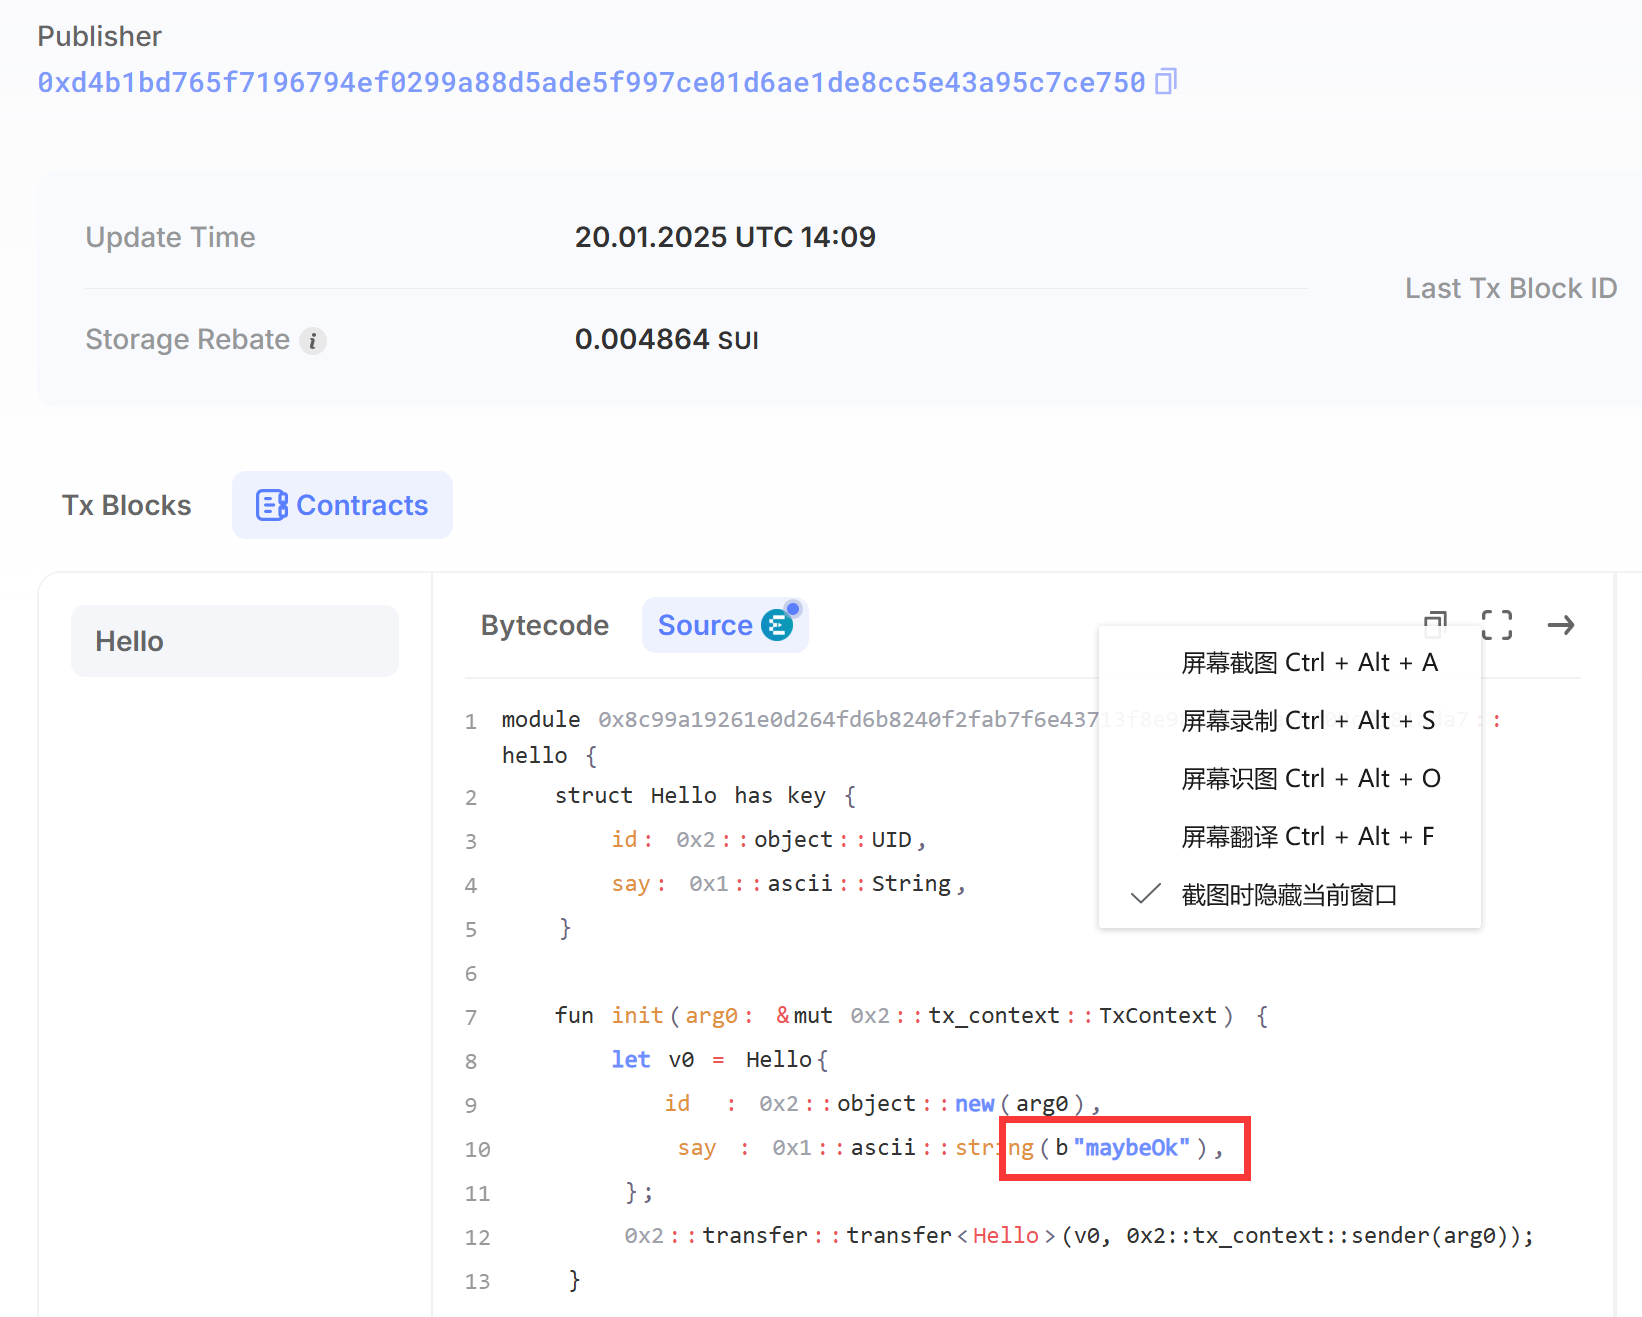 Publisher
0xd4b1bd765f7196794ef0299a88d5ade5f997ce01d6ae1de8cc5e43a95c7ce750
Update Time 20.01.2025 UTC 14:09
Last Tx Block ID
Storage Rebate i 0.004864 SUI
Tx Blocks Contracts
Hello
Bytecode Source
屏幕截图 Ctrl + Alt + A
屏幕录制 Ctrl + Alt + S
屏幕识图 Ctrl + Alt + O
屏幕翻译 Ctrl + Alt + F
截图时隐藏当前窗口
1 module 0x8c99a19261e0d264fd6b8240f2fab7f6e43713f8e9 a7::
hello {
2 struct Hello has key {
3 id: 0x2::object::UID,
4 say: 0x1::ascii::String,
5 }
6
7 fun init(arg0: &mut 0x2::tx_context::TxContext) {
8 let v0 = Hello{
9 id : 0x2::object::new(arg0),
10 say : 0x1::ascii::string(b"maybeOk"),
11 };
12 0x2::transfer::transfer<Hello>(v0, 0x2::tx_context::sender(arg0));
13 }